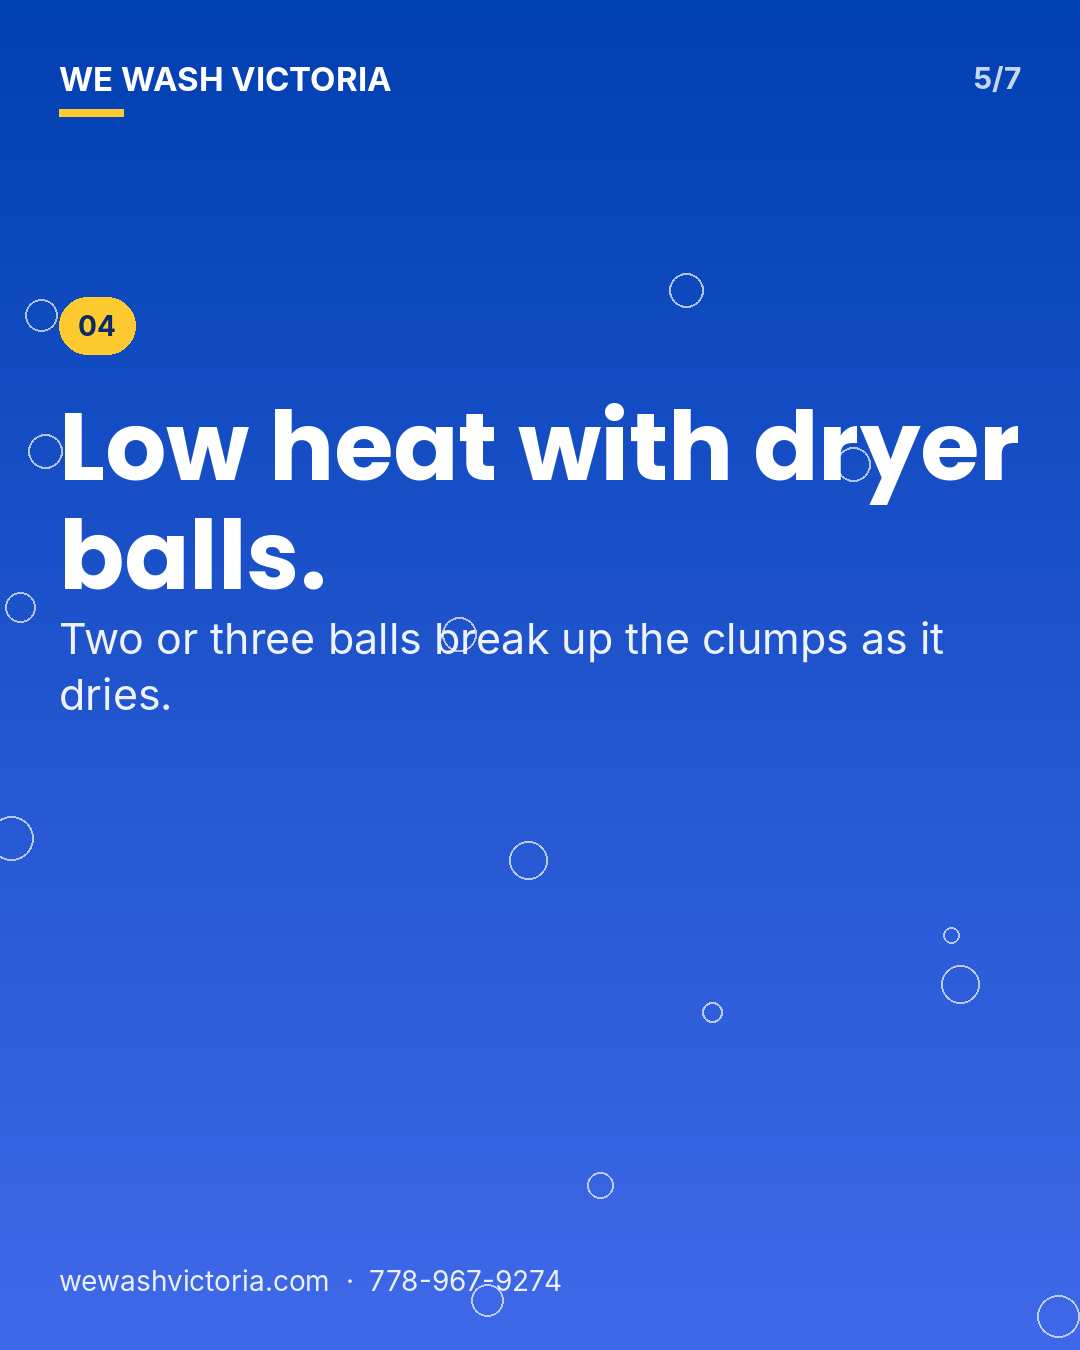 WE WASH VICTORIA
5/7
04
Low heat with dryer
balls.
Two or three balls break up the clumps as it
dries.
wewashvictoria.com · 778-967-9274